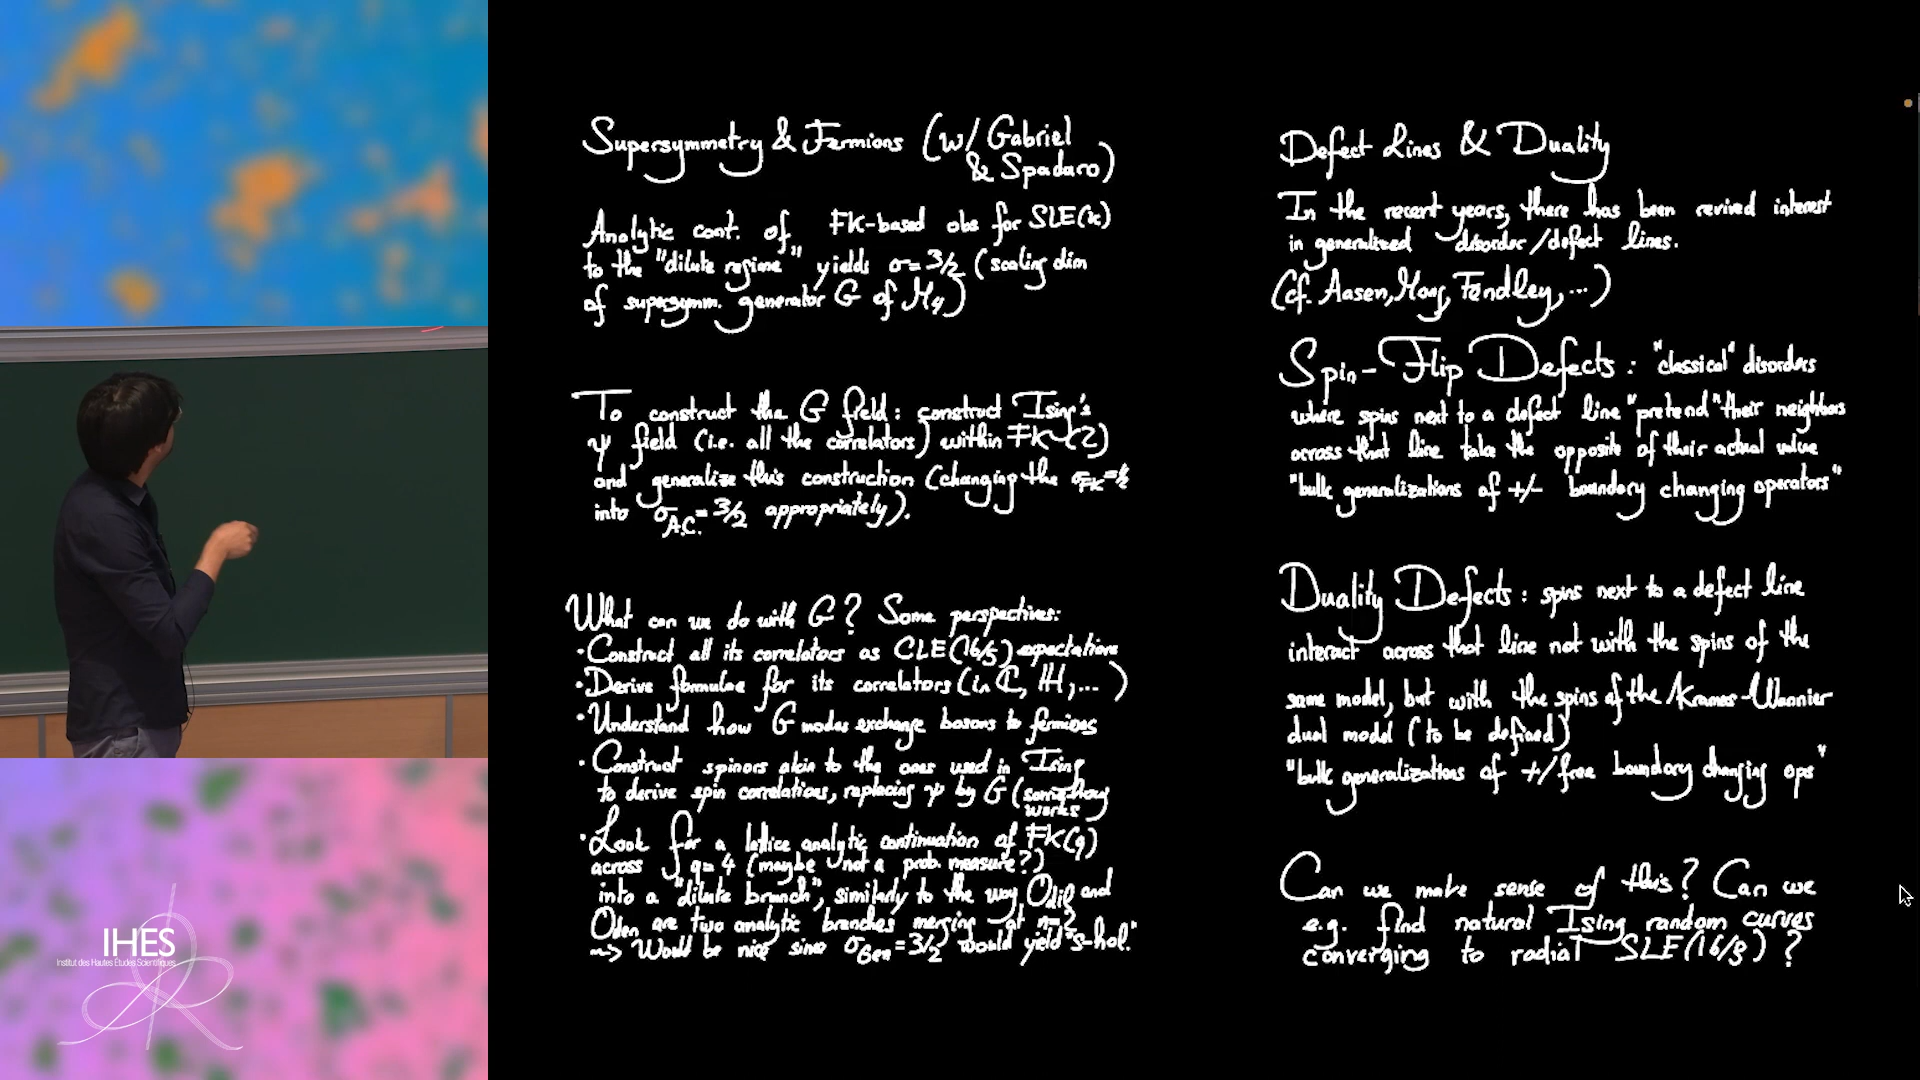 Supersymmetry & Fermions (w/ Gabriel
& Spadaro)
Analytic cont. of FK-based obs for SLE(κ)
to the "dilute regime" yields σ=3/2 (scaling dim
of supersymm. generator G of M4)
To construct the G field: construct Ising's
ψ field (i.e. all the correlators) within FK(2)
and generalize this construction (changing the σFK=½
into σA.C.=3/2 appropriately).
What can we do with G? Some perspectives:
·Construct all its correlators as CLE(16/5) expectations
·Derive formulae for its correlators (in ℂ, ℍ,...)
·Understand how G modes exchange bosons to fermions
·Construct spinors akin to the ones used in Ising
to derive spin correlations, replacing ψ by G (somehow
works
·Look for a lattice analytic continuation of FK(q)
across q=4 (maybe not a prob. measure?)
into a "dilute branch", similarly to the way Odil and
Oden are two analytic branches merging at n=2
~> Would be nice since σGen=3/2 would yield "s-hol."
Defect Lines & Duality
In the recent years, there has been revived interest
in generalized disorder/defect lines.
(cf. Aasen, Mong, Fendley,...)
Spin-Flip Defects: "classical" disorders
where spins next to a defect line "pretend" their neighbors
across that line take the opposite of their actual value
"bulk generalizations of +/- boundary changing operators"
Duality Defects: spins next to a defect line
interact across that line not with the spins of the
same model, but with the spins of the Kramers-Wannier
dual model (to be defined)
"bulk generalizations of +/free boundary changing ops"
Can we make sense of this? Can we
e.g. find natural Ising random curves
converging to radial SLE(16/3)?
IHES
Institut des Hautes Études Scientifiques